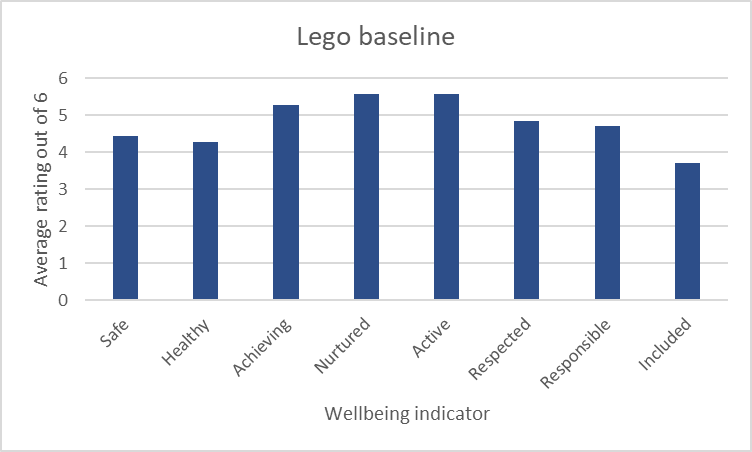 Lego baseline
Average rating out of 6
6
5
4
3
2
1
0
Safe
Healthy
Achieving
Nurtured
Active
Respected
Responsible
Included
Wellbeing indicator